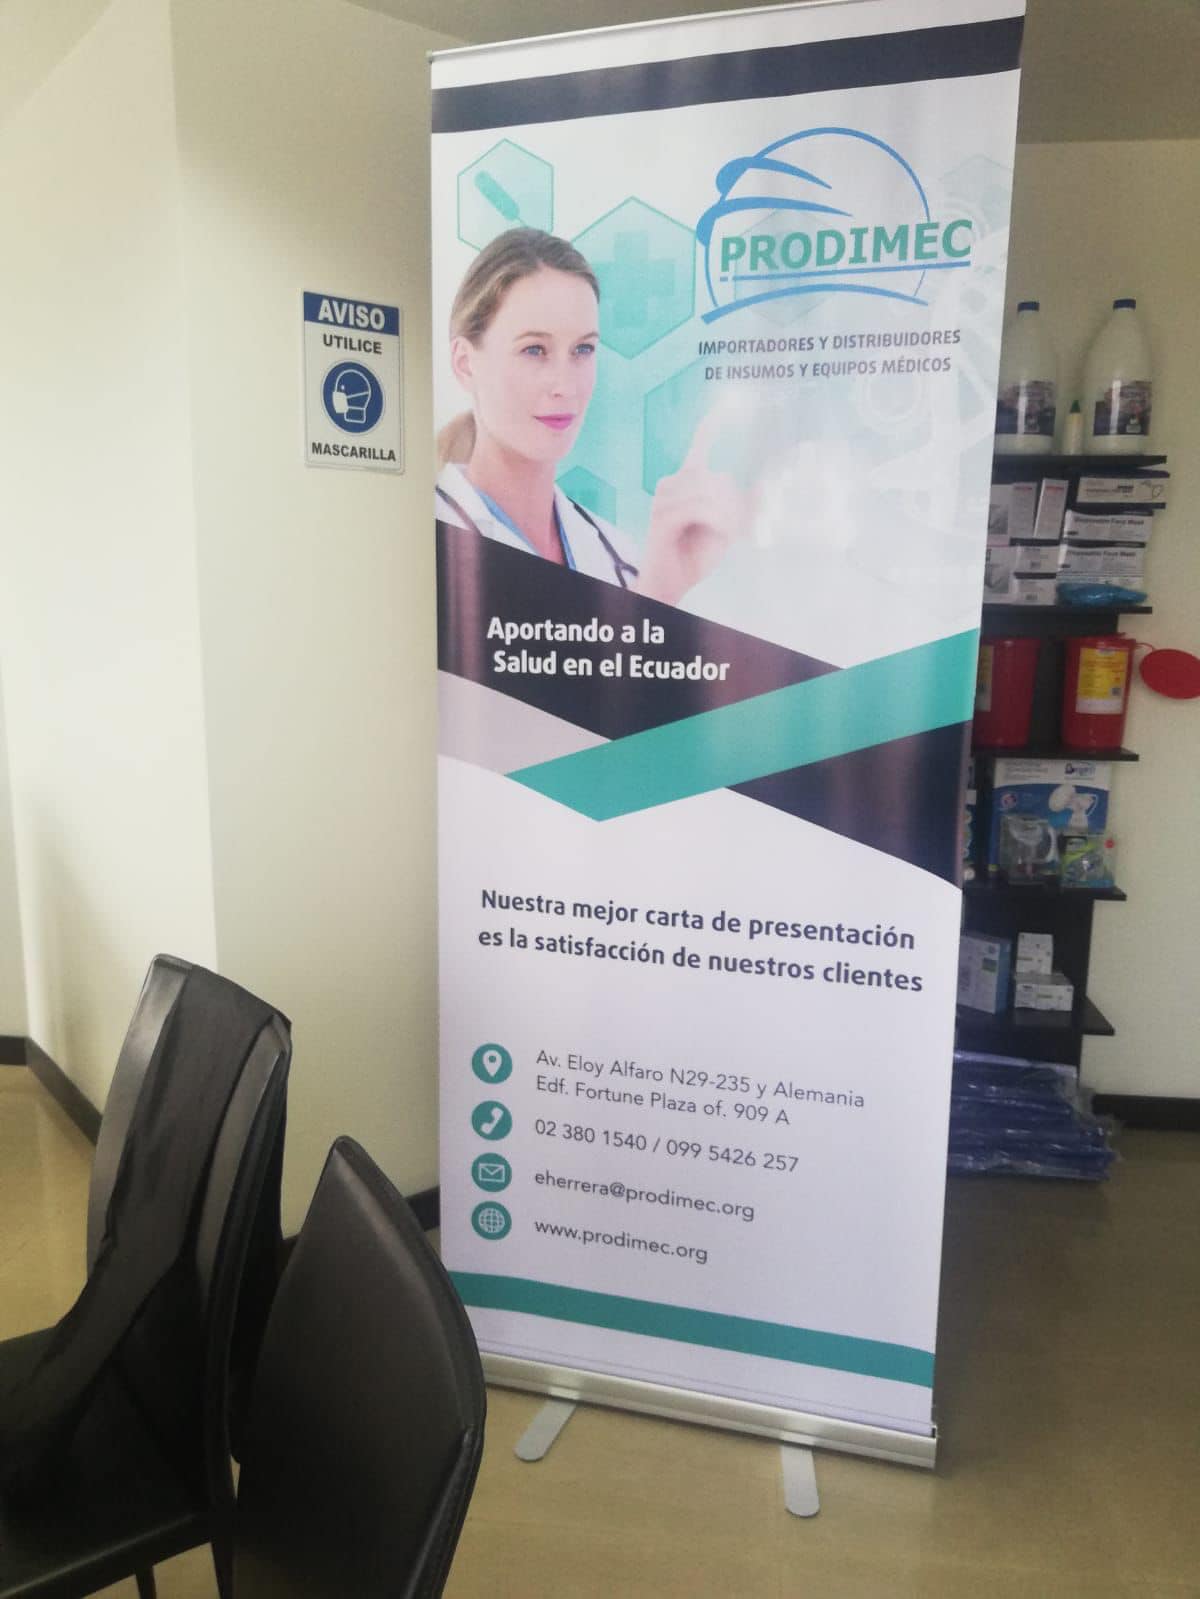 AVISO
UTILICE
MASCARILLA
PRODIMEC
IMPORTADORES Y DISTRIBUIDORES
DE INSUMOS Y EQUIPOS MÉDICOS
Aportando a la
Salud en el Ecuador
Nuestra mejor carta de presentación
es la satisfacción de nuestros clientes
Av. Eloy Alfaro N29-235 y Alemania
Edf. Fortune Plaza of. 909 A
02 380 1540 / 099 5426 257
eherrera@prodimec.org
www.prodimec.org